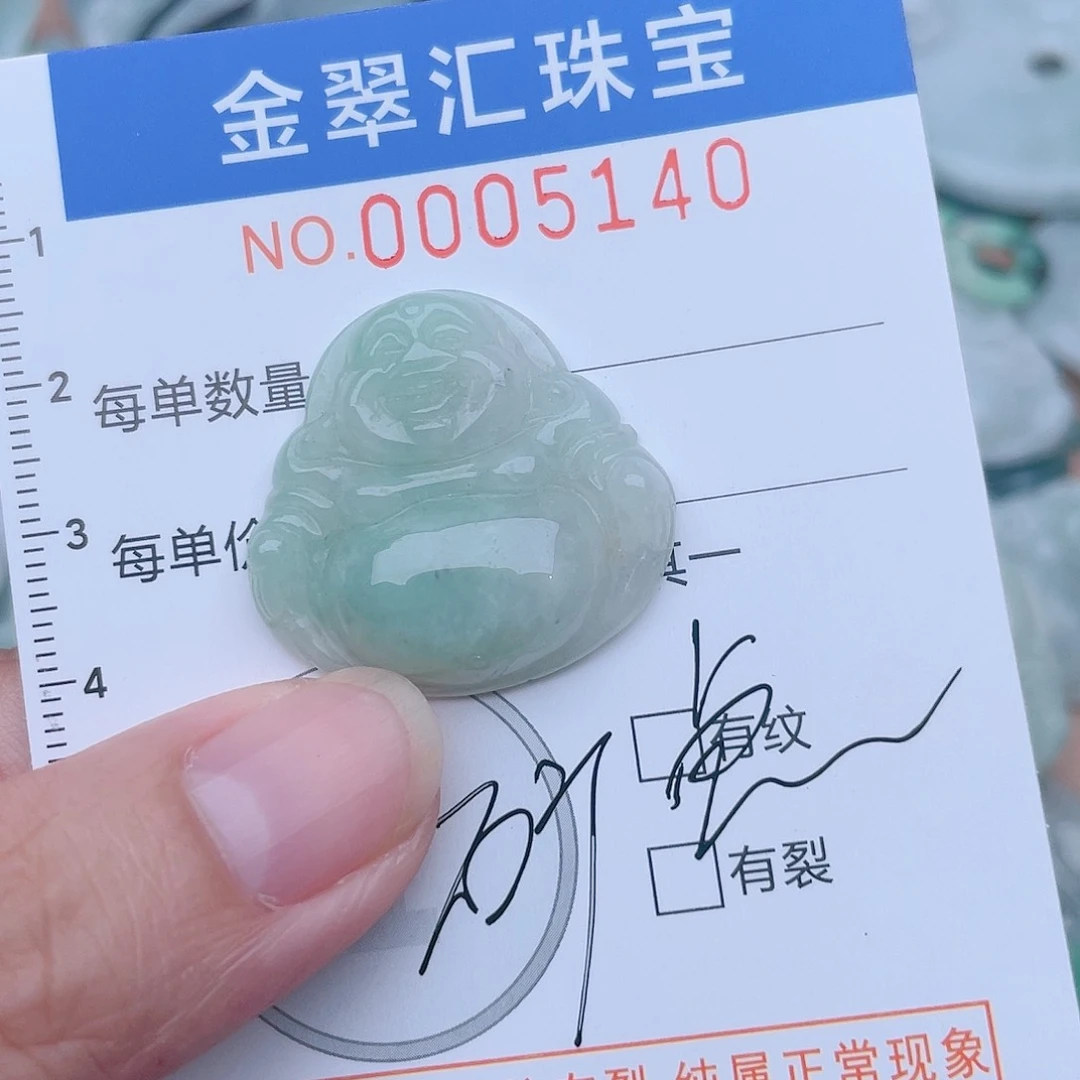 金翠汇珠宝
NO.0005140
1
2 每单数量
3 每单价
4
有纹
有裂
纯属正常现象